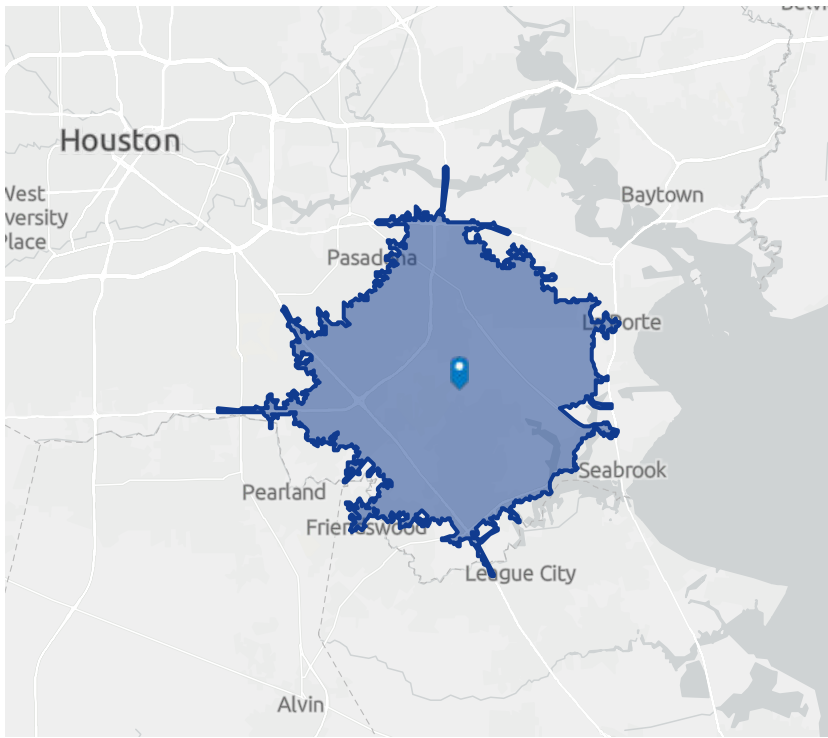 Houston
West
versity
Place
Baytown
Pasadena
La Porte
Seabrook
Pearland
Friendswood
League City
Alvin